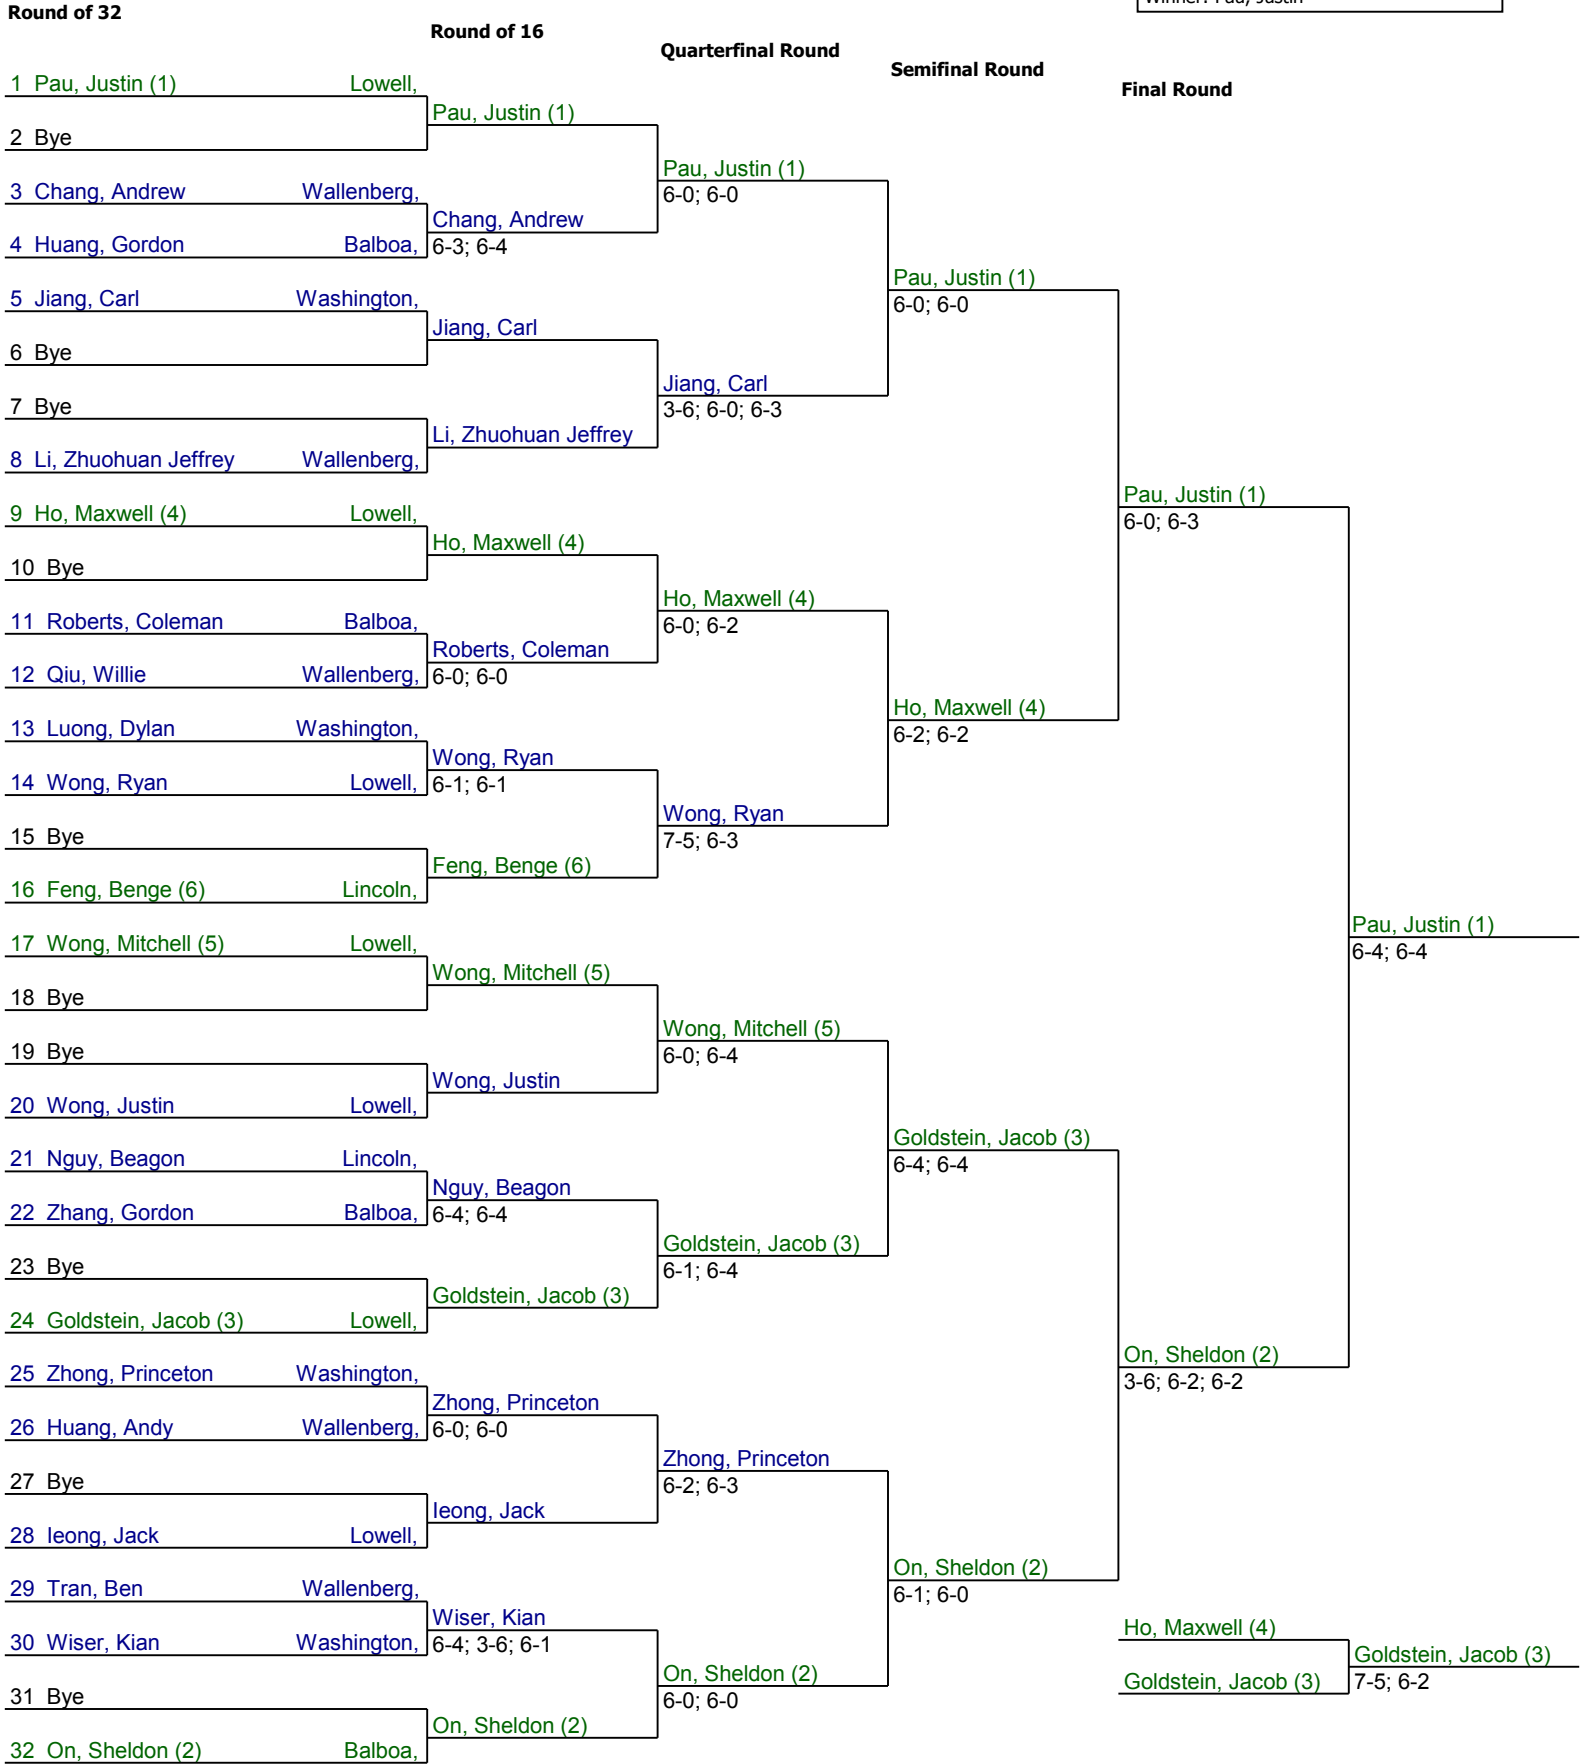 Winner: Pau, Justin
Round of 32
Round of 16
Quarterfinal Round
Semifinal Round
Final Round
1 Pau, Justin (1) Lowell,
2 Bye
3 Chang, Andrew Wallenberg,
4 Huang, Gordon Balboa,
5 Jiang, Carl Washington,
6 Bye
7 Bye
8 Li, Zhuohuan Jeffrey Wallenberg,
9 Ho, Maxwell (4) Lowell,
10 Bye
11 Roberts, Coleman Balboa,
12 Qiu, Willie Wallenberg,
13 Luong, Dylan Washington,
14 Wong, Ryan Lowell,
15 Bye
16 Feng, Benge (6) Lincoln,
17 Wong, Mitchell (5) Lowell,
18 Bye
19 Bye
20 Wong, Justin Lowell,
21 Nguy, Beagon Lincoln,
22 Zhang, Gordon Balboa,
23 Bye
24 Goldstein, Jacob (3) Lowell,
25 Zhong, Princeton Washington,
26 Huang, Andy Wallenberg,
27 Bye
28 Ieong, Jack Lowell,
29 Tran, Ben Wallenberg,
30 Wiser, Kian Washington,
31 Bye
32 On, Sheldon (2) Balboa,
Pau, Justin (1)
Chang, Andrew
6-3; 6-4
Jiang, Carl
Li, Zhuohuan Jeffrey
Ho, Maxwell (4)
Roberts, Coleman
6-0; 6-0
Wong, Ryan
6-1; 6-1
Feng, Benge (6)
Wong, Mitchell (5)
Wong, Justin
Nguy, Beagon
6-4; 6-4
Goldstein, Jacob (3)
Zhong, Princeton
6-0; 6-0
Ieong, Jack
Wiser, Kian
6-4; 3-6; 6-1
On, Sheldon (2)
Pau, Justin (1)
6-0; 6-0
Jiang, Carl
3-6; 6-0; 6-3
Ho, Maxwell (4)
6-0; 6-2
Wong, Ryan
7-5; 6-3
Wong, Mitchell (5)
6-0; 6-4
Goldstein, Jacob (3)
6-1; 6-4
Zhong, Princeton
6-2; 6-3
On, Sheldon (2)
6-0; 6-0
Pau, Justin (1)
6-0; 6-0
Ho, Maxwell (4)
6-2; 6-2
Goldstein, Jacob (3)
6-4; 6-4
On, Sheldon (2)
6-1; 6-0
Pau, Justin (1)
6-0; 6-3
On, Sheldon (2)
3-6; 6-2; 6-2
Pau, Justin (1)
6-4; 6-4
Ho, Maxwell (4)
Goldstein, Jacob (3)
Goldstein, Jacob (3)
7-5; 6-2